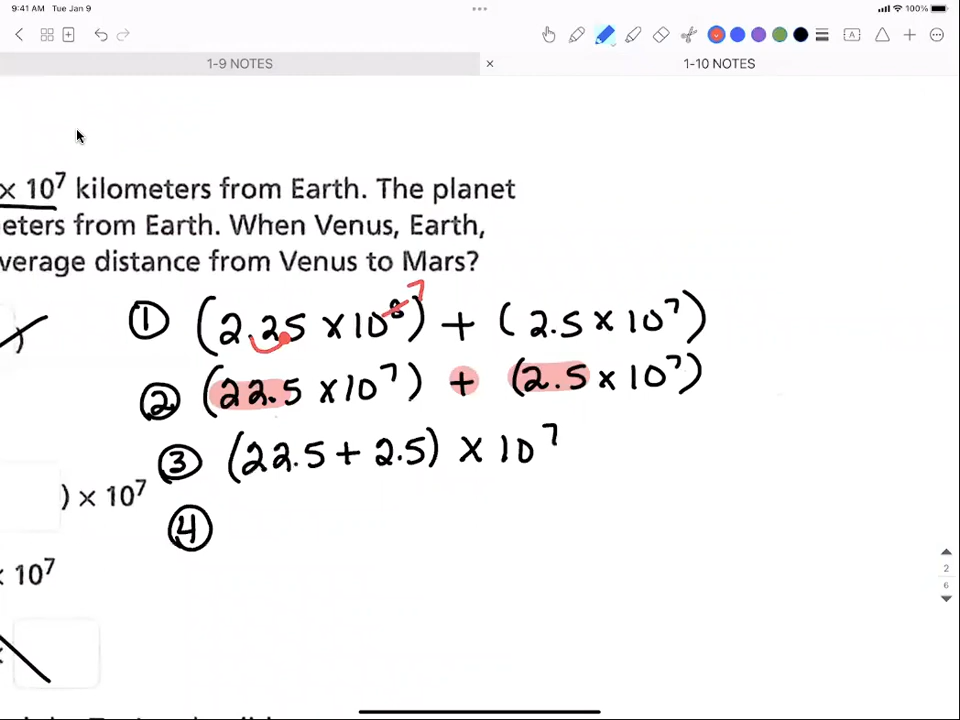 9:41 AM Tue Jan 9
100%
1-9 NOTES
1-10 NOTES
× 10⁷ kilometers from Earth. The planet
eters from Earth. When Venus, Earth,
verage distance from Venus to Mars?
① (2.25 × 10⁸ 7) + (2.5 × 10⁷)
② (22.5 × 10⁷) + (2.5 × 10⁷)
③ (22.5 + 2.5) × 10⁷
) × 10⁷
④
× 10⁷
2
6